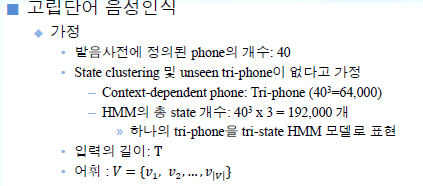 고립단어 음성인식
가정
발음사전에 정의된 phone의 개수: 40
State clustering 및 unseen tri-phone이 없다고 가정
– Context-dependent phone: Tri-phone (40³=64,000)
– HMM의 총 state 개수: 40³ x 3 = 192,000 개
» 하나의 tri-phone을 tri-state HMM 모델로 표현
입력의 길이: T
어휘 : V = {v₁, v₂,…,v|V|}